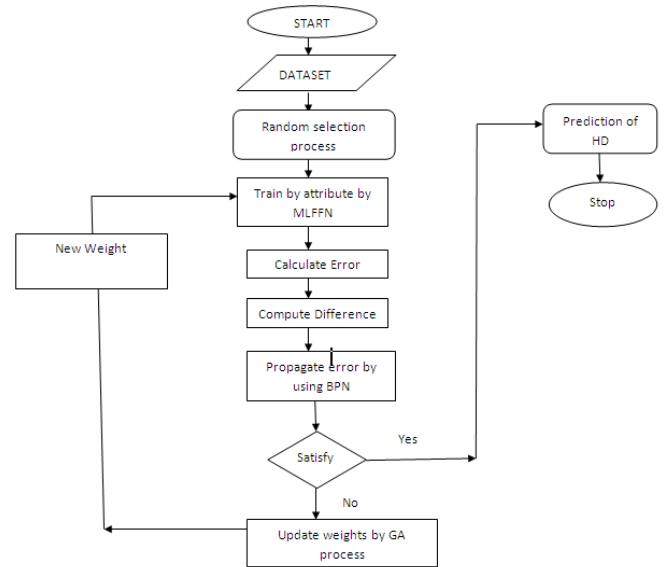 START
DATASET
Random selection
process
Train by attribute by
MLFFN
New Weight
Calculate Error
Compute Difference
Propagate error by
using BPN
Satisfy
Yes
No
Update weights by GA
process
Prediction of
HD
Stop